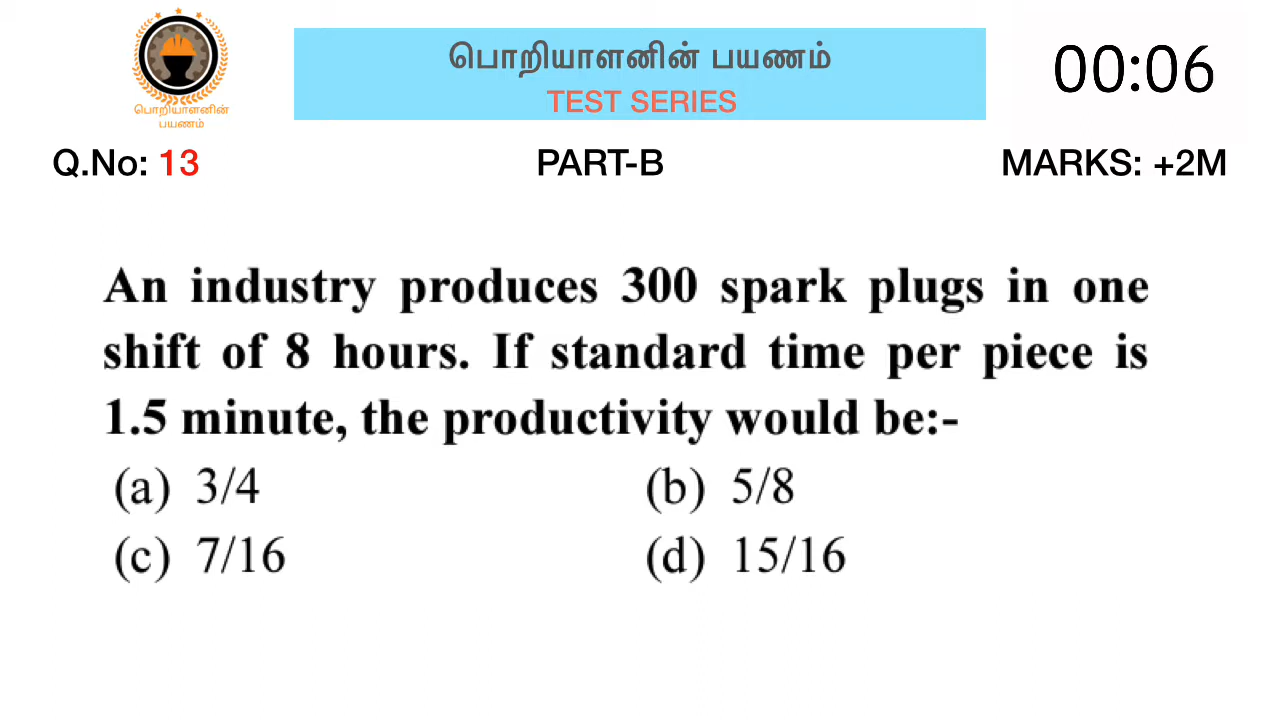 பொறியாளனின்
பயணம்
பொறியாளனின் பயணம்
TEST SERIES
00:06
Q.No: 13 PART-B MARKS: +2M
An industry produces 300 spark plugs in one
shift of 8 hours. If standard time per piece is
1.5 minute, the productivity would be:-
(a) 3/4 (b) 5/8
(c) 7/16 (d) 15/16